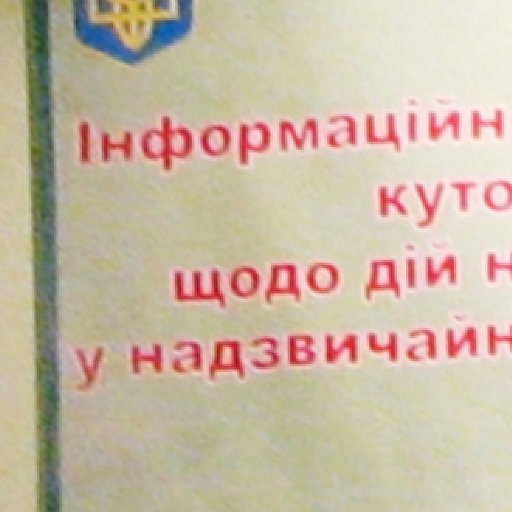 Інформаційн
куто
щодо дій н
у надзвичайн